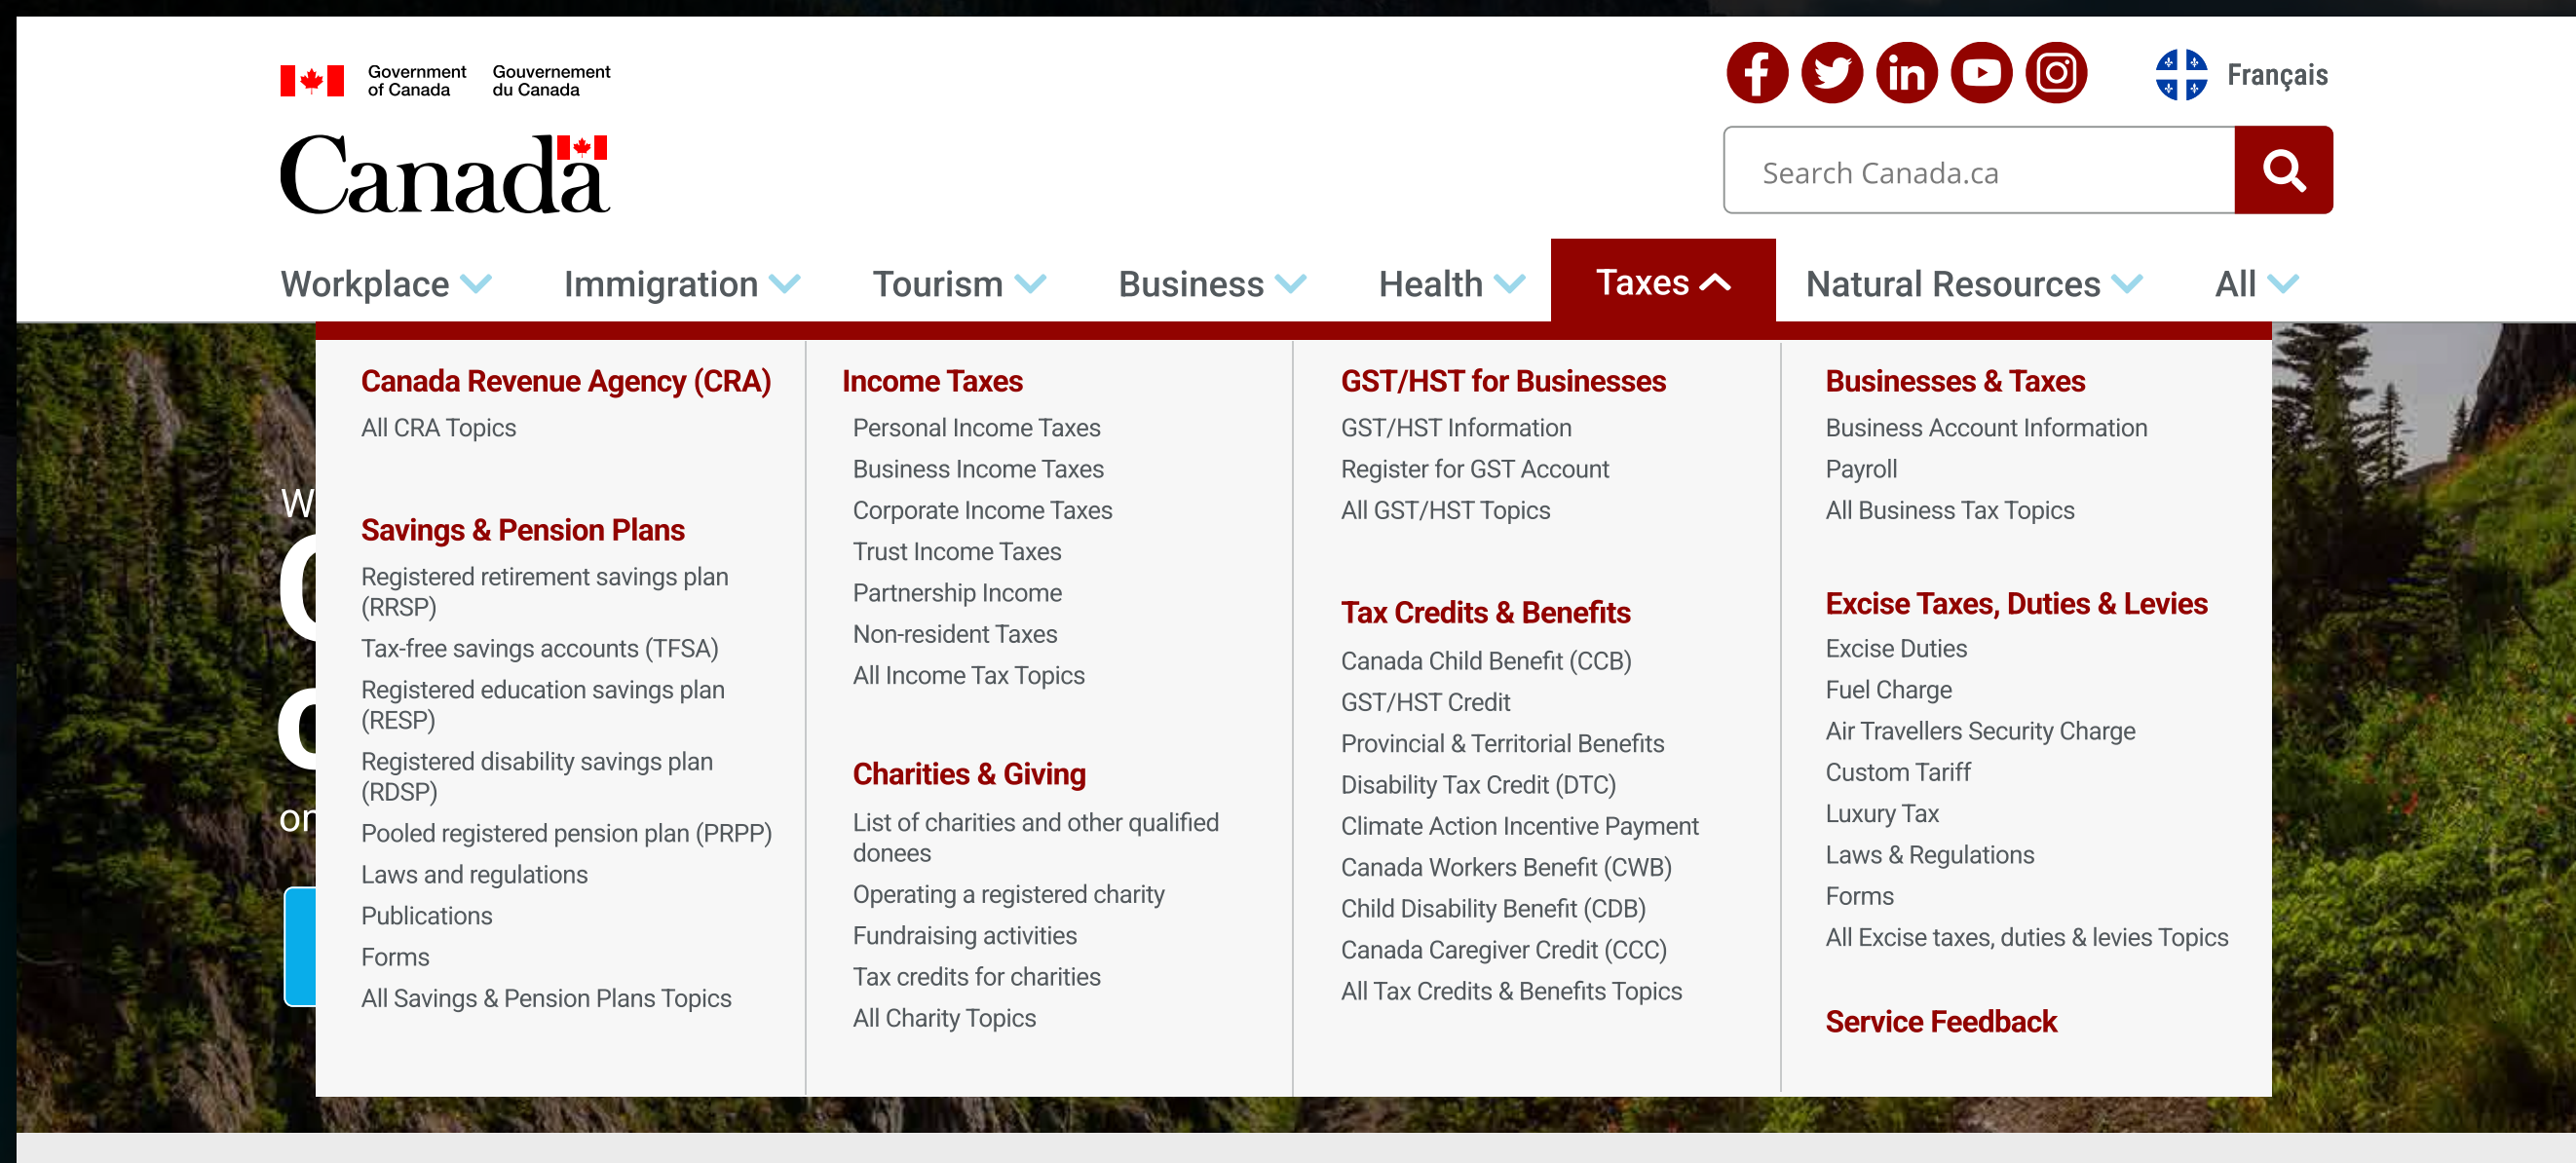 Government
of Canada
Gouvernement
du Canada
Canada
Français
Search Canada.ca
Workplace
Immigration
Tourism
Business
Health
Taxes
Natural Resources
All
Canada Revenue Agency (CRA)
All CRA Topics
Savings & Pension Plans
Registered retirement savings plan
(RRSP)
Tax-free savings accounts (TFSA)
Registered education savings plan
(RESP)
Registered disability savings plan
(RDSP)
Pooled registered pension plan (PRPP)
Laws and regulations
Publications
Forms
All Savings & Pension Plans Topics
Income Taxes
Personal Income Taxes
Business Income Taxes
Corporate Income Taxes
Trust Income Taxes
Partnership Income
Non-resident Taxes
All Income Tax Topics
Charities & Giving
List of charities and other qualified
donees
Operating a registered charity
Fundraising activities
Tax credits for charities
All Charity Topics
GST/HST for Businesses
GST/HST Information
Register for GST Account
All GST/HST Topics
Tax Credits & Benefits
Canada Child Benefit (CCB)
GST/HST Credit
Provincial & Territorial Benefits
Disability Tax Credit (DTC)
Climate Action Incentive Payment
Canada Workers Benefit (CWB)
Child Disability Benefit (CDB)
Canada Caregiver Credit (CCC)
All Tax Credits & Benefits Topics
Businesses & Taxes
Business Account Information
Payroll
All Business Tax Topics
Excise Taxes, Duties & Levies
Excise Duties
Fuel Charge
Air Travellers Security Charge
Custom Tariff
Luxury Tax
Laws & Regulations
Forms
All Excise taxes, duties & levies Topics
Service Feedback